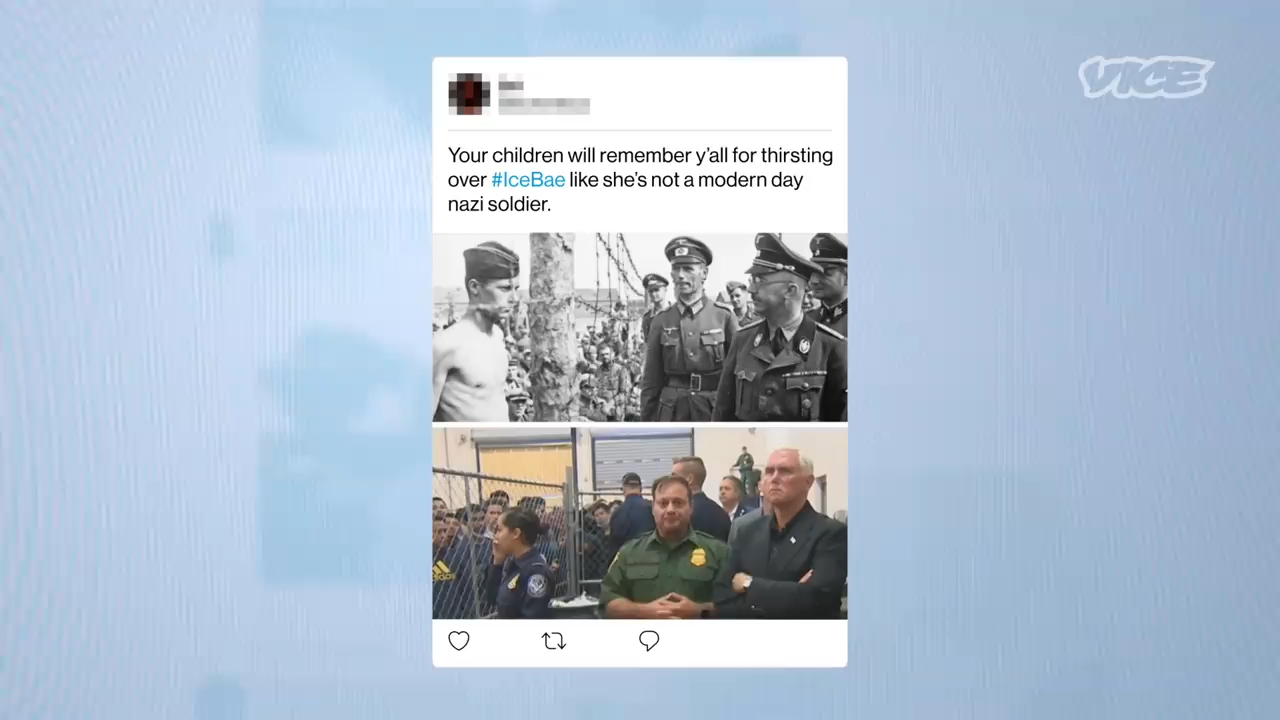 VICE
Your children will remember y'all for thirsting
over #IceBae like she's not a modern day
nazi soldier.